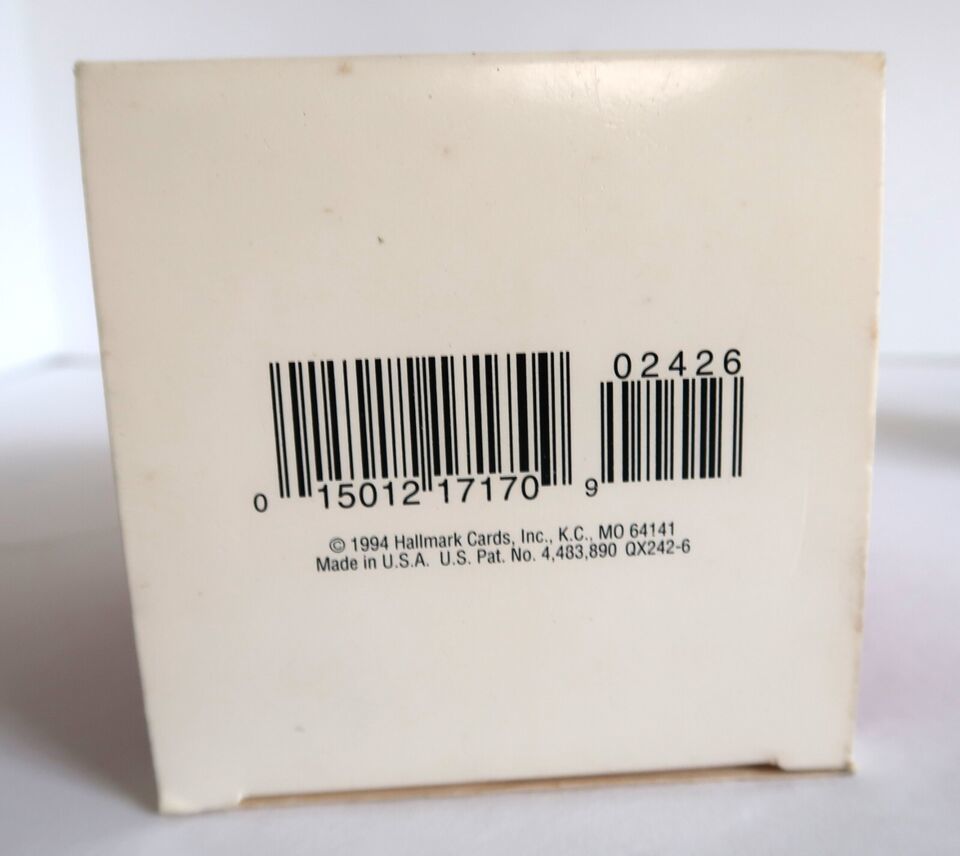 02426
0 15012 17170 9
© 1994 Hallmark Cards, Inc., K.C., MO 64141
Made in U.S.A. U.S. Pat. No. 4,483,890 QX242-6